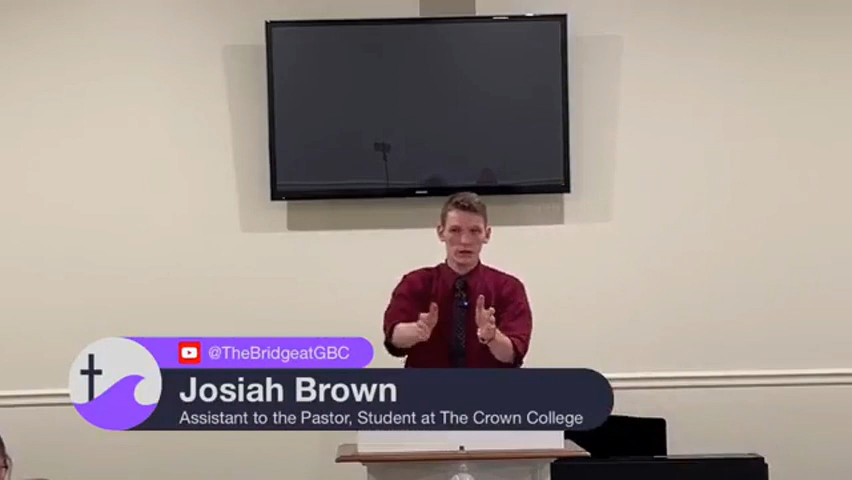 @TheBridgeatGBC
Josiah Brown
Assistant to the Pastor, Student at The Crown College